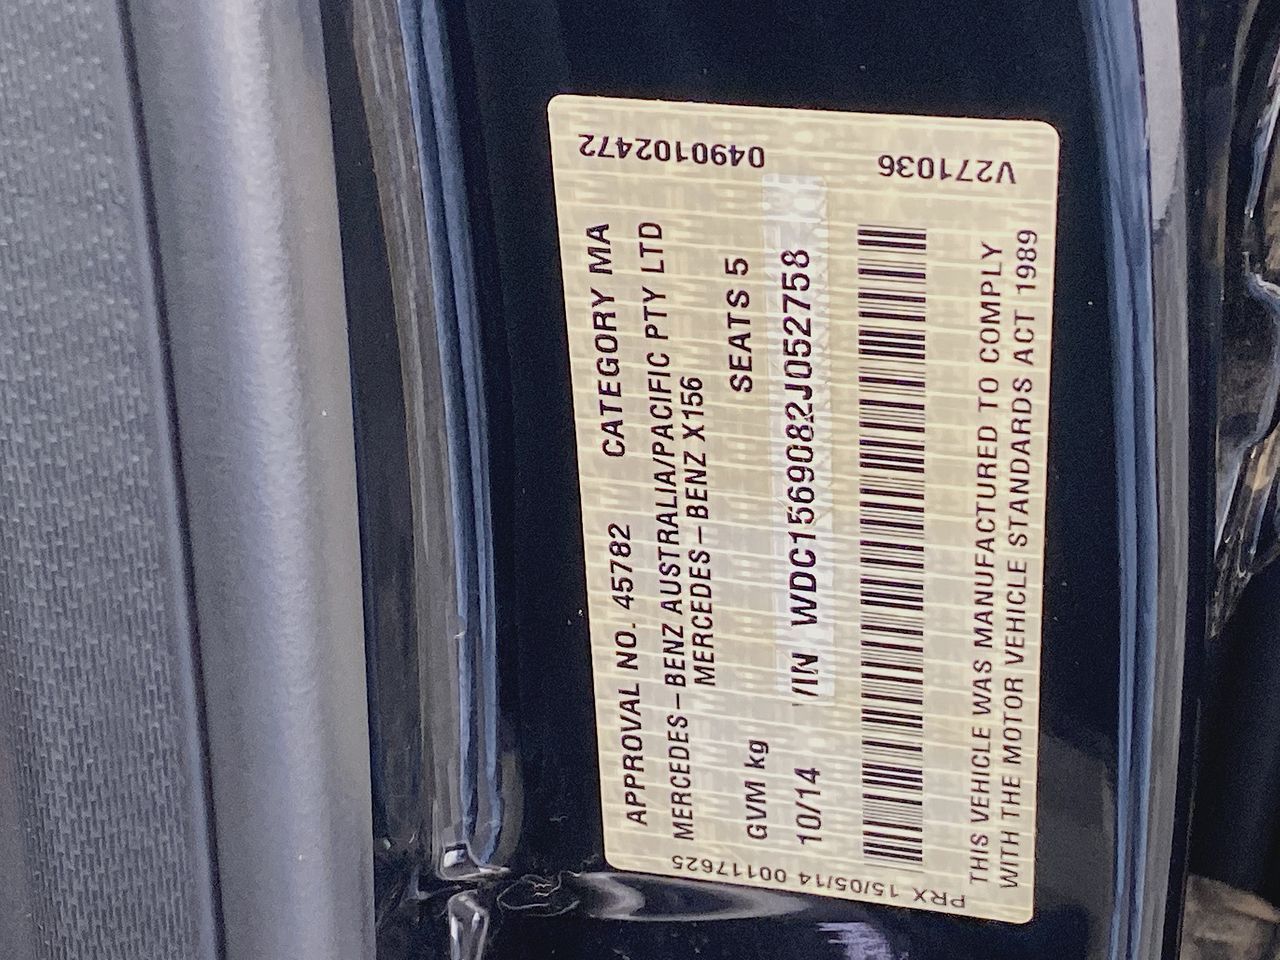 0490102472
V271036
APPROVAL NO. 45782 CATEGORY MA
MERCEDES-BENZ AUSTRALIA/PACIFIC PTY LTD
MERCEDES-BENZ X156
GVM kg SEATS 5
10/14 VIN WDC1569082J052758
THIS VEHICLE WAS MANUFACTURED TO COMPLY
WITH THE MOTOR VEHICLE STANDARDS ACT 1989
PRX 15/05/14 00117625